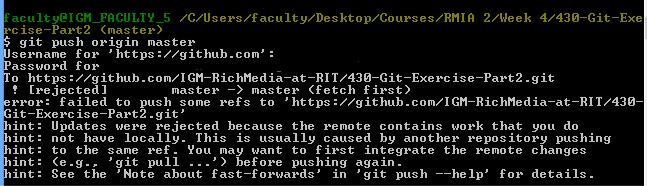 faculty@IGM_FACULTY_5 /C/Users/faculty/Desktop/Courses/RMIA 2/Week 4/430-Git-Exe
rcise-Part2 (master)
$ git push origin master
Username for 'https://github.com':
Password for
To https://github.com/IGM-RichMedia-at-RIT/430-Git-Exercise-Part2.git
 ! [rejected]        master -> master (fetch first)
error: failed to push some refs to 'https://github.com/IGM-RichMedia-at-RIT/430-
Git-Exercise-Part2.git'
hint: Updates were rejected because the remote contains work that you do
hint: not have locally. This is usually caused by another repository pushing
hint: to the same ref. You may want to first integrate the remote changes
hint: (e.g., 'git pull ...') before pushing again.
hint: See the 'Note about fast-forwards' in 'git push --help' for details.